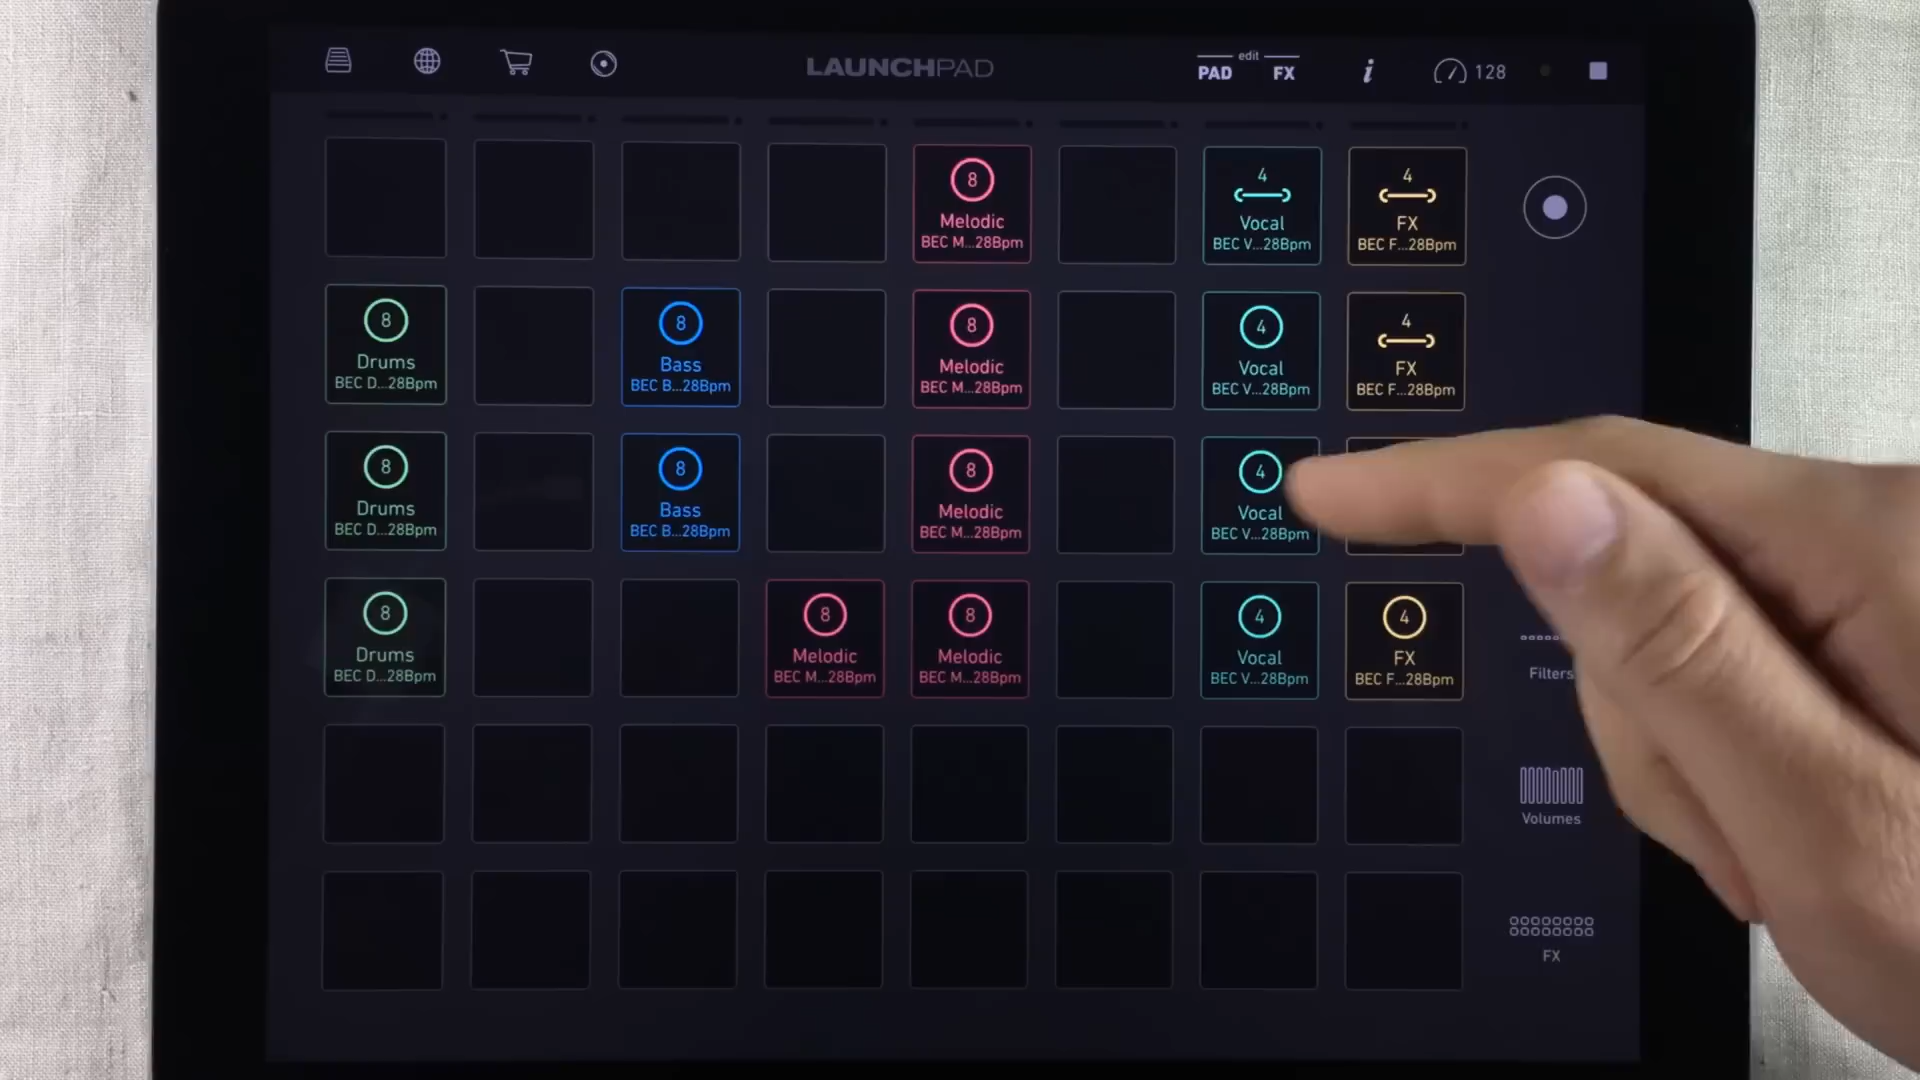 LAUNCHPAD
edit
PAD FX
i
128
8
Melodic
BEC M...28Bpm
4
Vocal
BEC V...28Bpm
4
FX
BEC F...28Bpm
8
Drums
BEC D...28Bpm
8
Bass
BEC B...28Bpm
8
Melodic
BEC M...28Bpm
4
Vocal
BEC V...28Bpm
4
FX
BEC F...28Bpm
8
Drums
BEC D...28Bpm
8
Bass
BEC B...28Bpm
8
Melodic
BEC M...28Bpm
4
Vocal
BEC V...28Bpm
8
Drums
BEC D...28Bpm
8
Melodic
BEC M...28Bpm
8
Melodic
BEC M...28Bpm
4
Vocal
BEC V...28Bpm
4
FX
BEC F...28Bpm
Filters
Volumes
FX